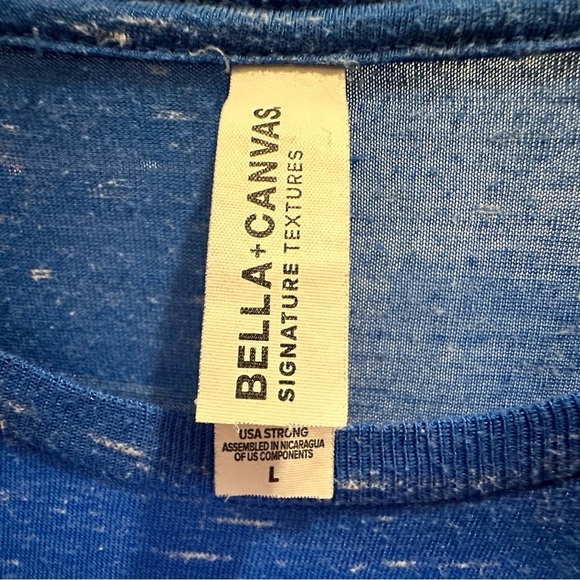 BELLA+CANVAS.
SIGNATURE TEXTURES
USA STRONG
ASSEMBLED IN NICARAGUA
OF US COMPONENTS
L